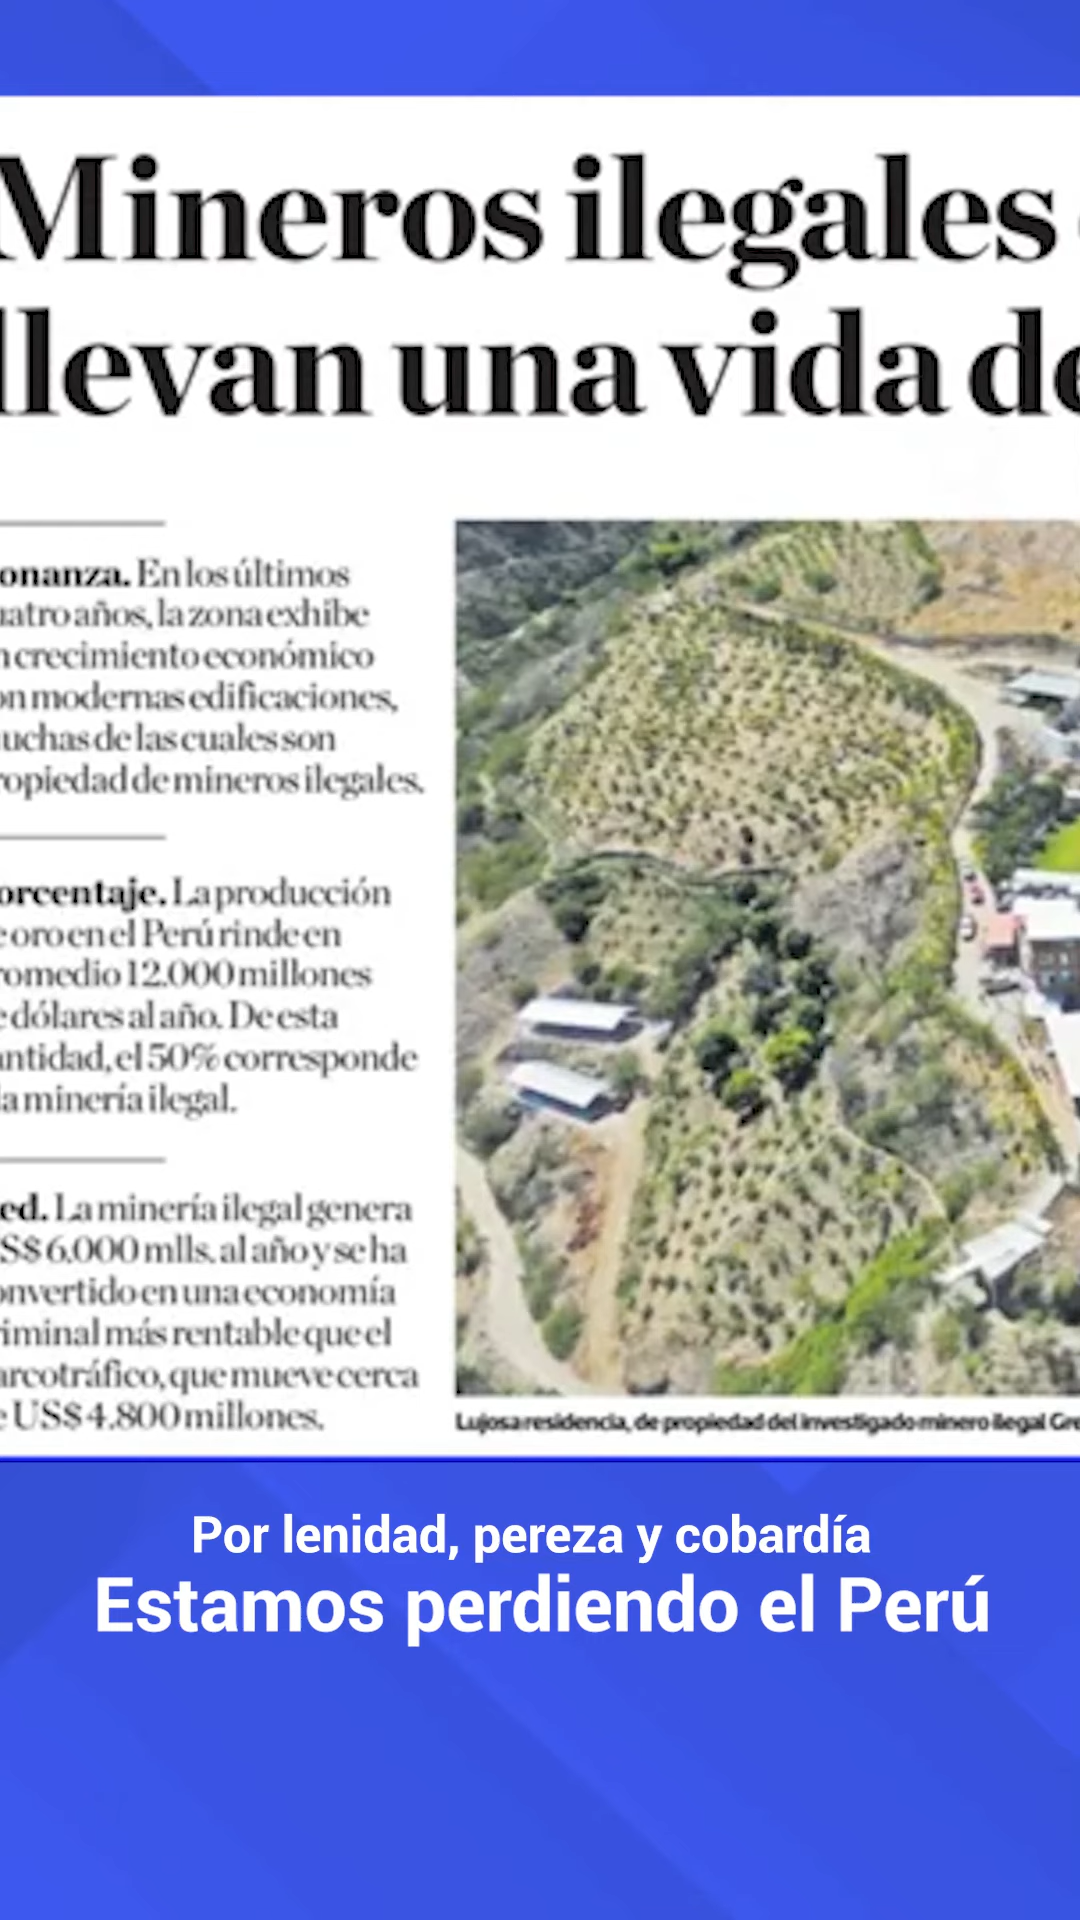 Mineros ilegales
llevan una vida de
onanza. En los últimos
uatro años, la zona exhibe
n crecimiento económico
on modernas edificaciones,
uchas de las cuales son
ropiedad de mineros ilegales.
orcentaje. La producción
e oro en el Perú rinde en
romedio 12.000 millones
e dólares al año. De esta
antidad, el 50% corresponde
la minería ilegal.
ed. La minería ilegal genera
S$ 6.000 mlls. al año y se ha
onvertido en una economía
riminal más rentable que el
arcotráfico, que mueve cerca
e US$ 4.800 millones.
Lujosa residencia, de propiedad del investigado minero ilegal Gre
Por lenidad, pereza y cobardía
Estamos perdiendo el Perú